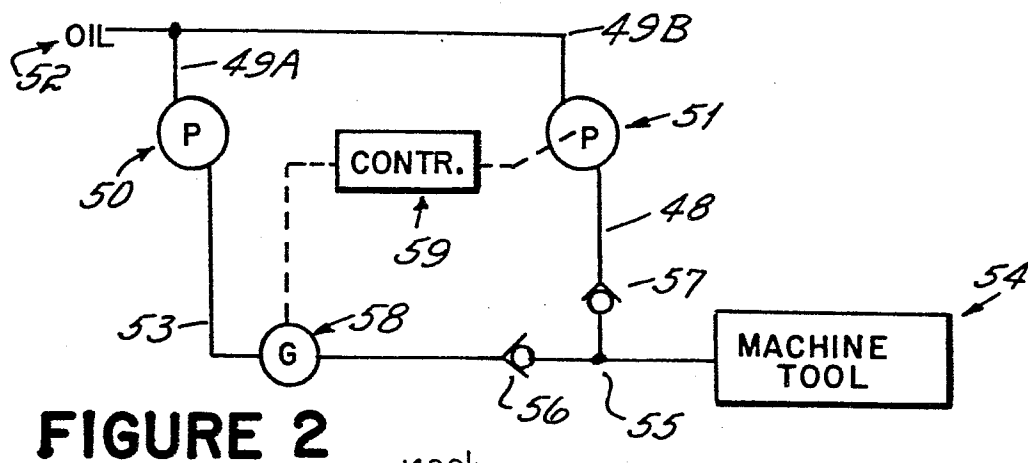 OIL
49B
52
49A
P
P
51
50
CONTR.
48
59
57
54
53
58
G
MACHINE
TOOL
56
55
FIGURE 2